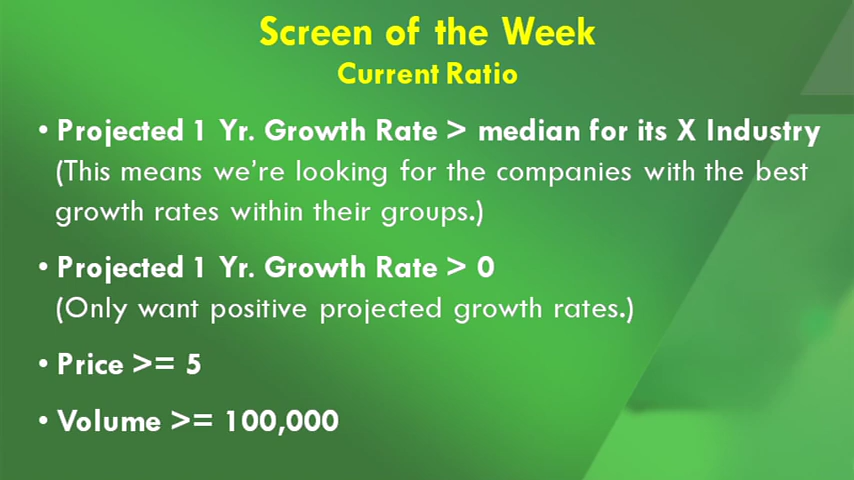 Screen of the Week
Current Ratio
• Projected 1 Yr. Growth Rate > median for its X Industry
(This means we’re looking for the companies with the best
growth rates within their groups.)
• Projected 1 Yr. Growth Rate > 0
(Only want positive projected growth rates.)
• Price >= 5
• Volume >= 100,000